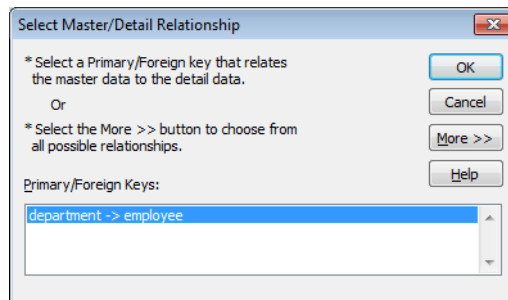 Select Master/Detail Relationship
* Select a Primary/Foreign key that relates
the master data to the detail data.
Or
* Select the More >> button to choose from
all possible relationships.
OK
Cancel
More >>
Help
Primary/Foreign Keys:
department -> employee